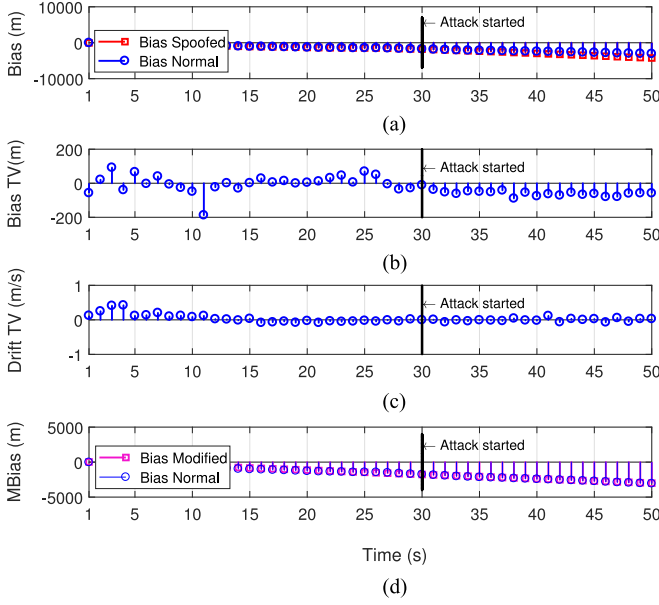 10000
0
-10000
Bias (m)
Bias Spoofed
Bias Normal
← Attack started
1 5 10 15 20 25 30 35 40 45 50
(a)
200
0
-200
Bias TV(m)
← Attack started
1 5 10 15 20 25 30 35 40 45 50
(b)
1
0
-1
Drift TV (m/s)
← Attack started
1 5 10 15 20 25 30 35 40 45 50
(c)
5000
0
-5000
MBias (m)
Bias Modified
Bias Normal
← Attack started
1 5 10 15 20 25 30 35 40 45 50
Time (s)
(d)